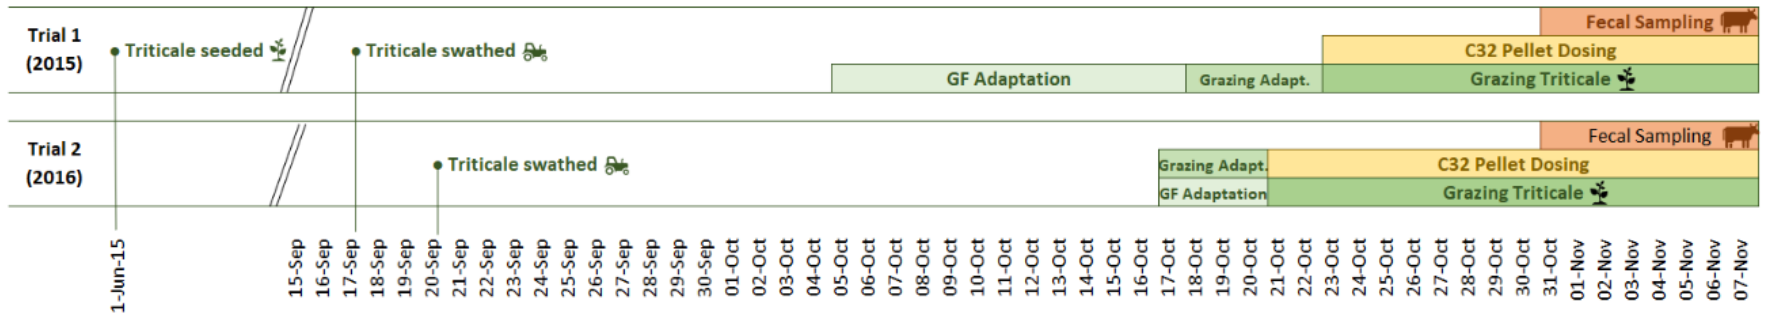 Trial 1
(2015)
Triticale seeded
Triticale swathed
Fecal Sampling
C32 Pellet Dosing
GF Adaptation
Grazing Adapt.
Grazing Triticale
Trial 2
(2016)
Triticale swathed
Fecal Sampling
Grazing Adapt.
C32 Pellet Dosing
GF Adaptation
Grazing Triticale
1-Jun-15
15-Sep
16-Sep
17-Sep
18-Sep
19-Sep
20-Sep
21-Sep
22-Sep
23-Sep
24-Sep
25-Sep
26-Sep
27-Sep
28-Sep
29-Sep
30-Sep
01-Oct
02-Oct
03-Oct
04-Oct
05-Oct
06-Oct
07-Oct
08-Oct
09-Oct
10-Oct
11-Oct
12-Oct
13-Oct
14-Oct
15-Oct
16-Oct
17-Oct
18-Oct
19-Oct
20-Oct
21-Oct
22-Oct
23-Oct
24-Oct
25-Oct
26-Oct
27-Oct
28-Oct
29-Oct
30-Oct
31-Oct
01-Nov
02-Nov
03-Nov
04-Nov
05-Nov
06-Nov
07-Nov